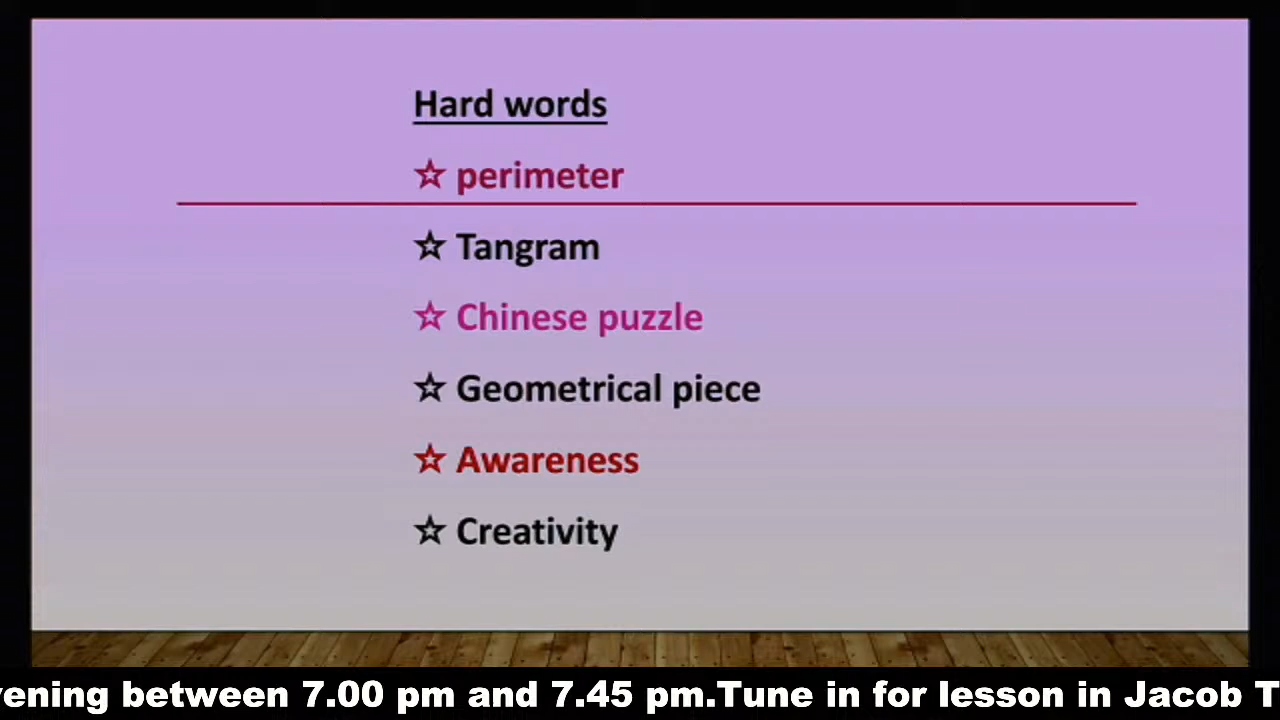 Hard words
☆ perimeter
☆ Tangram
☆ Chinese puzzle
☆ Geometrical piece
☆ Awareness
☆ Creativity
between 7.00 pm and 7.45 pm.Tune in for lesson in Jacob